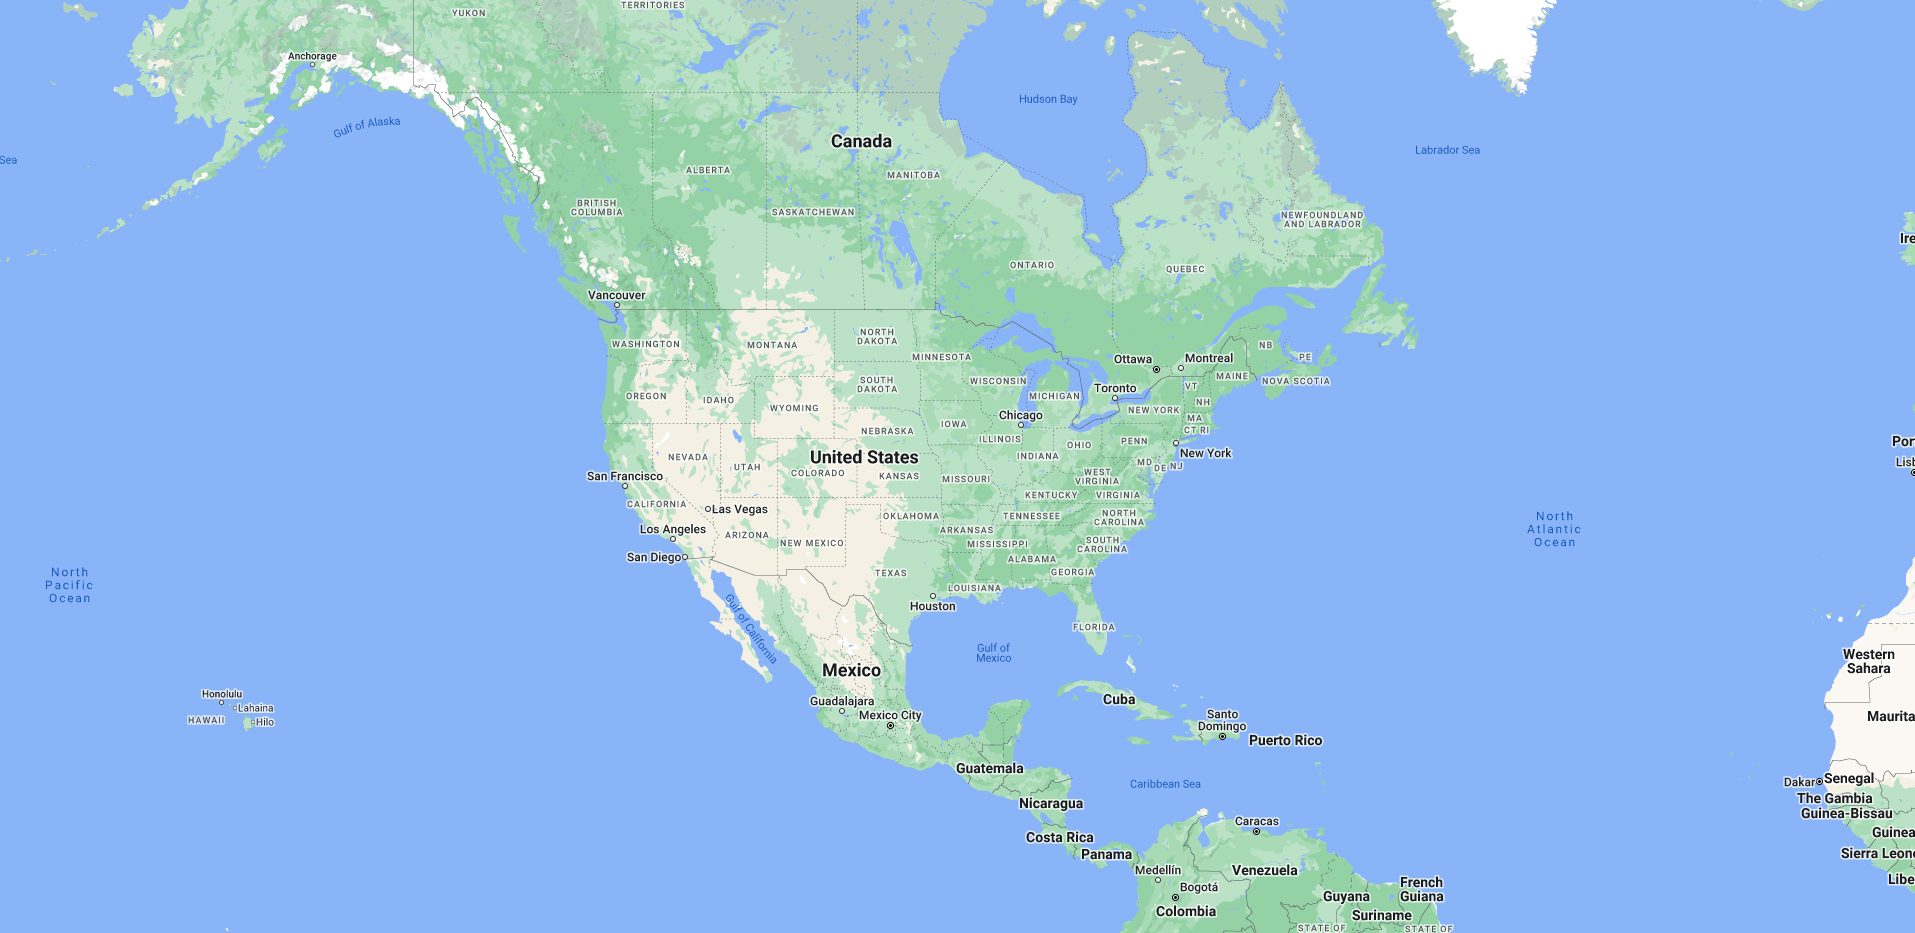 YUKON
TERRITORIES
Anchorage
Gulf of Alaska
Hudson Bay
Canada
Labrador Sea
Sea
ALBERTA
MANITOBA
BRITISH
COLUMBIA
SASKATCHEWAN
NEWFOUNDLAND
AND LABRADOR
Ire
ONTARIO
QUEBEC
Vancouver
WASHINGTON
MONTANA
NORTH
DAKOTA
MINNESOTA
Ottawa
Montreal
NB
PE
MAINE
NOVA SCOTIA
OREGON
IDAHO
WYOMING
SOUTH
DAKOTA
WISCONSIN
MICHIGAN
Toronto
VT
NH
NEW YORK
MA
CT RI
Chicago
NEBRASKA
IOWA
ILLINOIS
INDIANA
OHIO
PENN
New York
MD
DE
NJ
Por
Lisb
NEVADA
UTAH
United States
COLORADO
KANSAS
MISSOURI
WEST
VIRGINIA
KENTUCKY
VIRGINIA
San Francisco
CALIFORNIA
Las Vegas
Los Angeles
ARIZONA
NEW MEXICO
OKLAHOMA
ARKANSAS
TENNESSEE
NORTH
CAROLINA
MISSISSIPPI
SOUTH
CAROLINA
ALABAMA
GEORGIA
North
Atlantic
Ocean
San Diego
TEXAS
LOUISIANA
Houston
North
Pacific
Ocean
Gulf of California
FLORIDA
Gulf of
Mexico
Western
Sahara
Mexico
Honolulu
Lahaina
HAWAII
Hilo
Guadalajara
Mexico City
Cuba
Santo
Domingo
Puerto Rico
Maurita
Guatemala
Caribbean Sea
Dakar
Senegal
The Gambia
Guinea-Bissau
Nicaragua
Caracas
Guinea
Costa Rica
Panama
Sierra Leon
Medellín
Venezuela
Bogotá
Colombia
French
Guiana
Guyana
Suriname
Libe
STATE OF
STATE OF